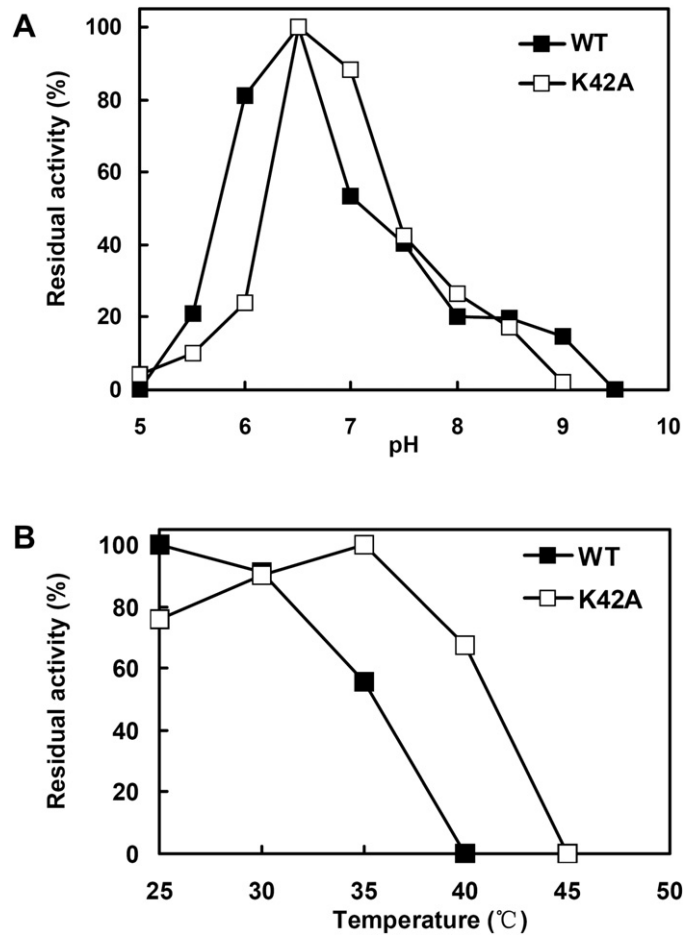 A
Residual activity (%)
100
80
60
40
20
0
WT
K42A
5 6 7 8 9 10
pH
B
Residual activity (%)
100
80
60
40
20
0
WT
K42A
25 30 35 40 45 50
Temperature (℃)